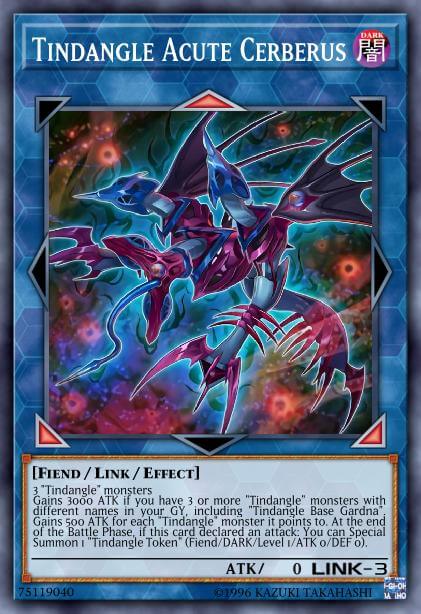 TINDANGLE ACUTE CERBERUS
DARK
闇
[FIEND / LINK / EFFECT]
3 "Tindangle" monsters
Gains 3000 ATK if you have 3 or more "Tindangle" monsters with
different names in your GY, including "Tindangle Base Gardna".
Gains 500 ATK for each "Tindangle" monster it points to. At the end
of the Battle Phase, if this card declared an attack: You can Special
Summon 1 "Tindangle Token" (Fiend/DARK/Level 1/ATK 0/DEF 0).
ATK/ 0 LINK-3
75119040 ©1996 KAZUKI TAKAHASHI